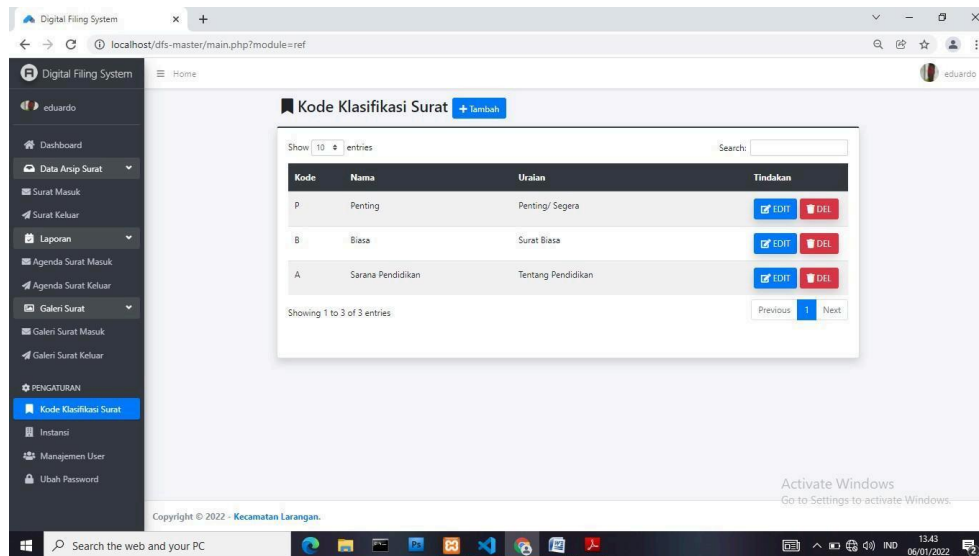 Digital Filing System
localhost/dfs-master/main.php?module=ref
Digital Filing System
Home
eduardo
eduardo
Dashboard
Data Arsip Surat
Surat Masuk
Surat Keluar
Laporan
Agenda Surat Masuk
Agenda Surat Keluar
Galeri Surat
Galeri Surat Masuk
Galeri Surat Keluar
PENGATURAN
Kode Klasifikasi Surat
Instansi
Manajemen User
Ubah Password
Kode Klasifikasi Surat + Tambah
Show 10 entries Search:
Kode Nama Uraian Tindakan
P Penting Penting/ Segera EDIT DEL
B Biasa Surat Biasa EDIT DEL
A Sarana Pendidikan Tentang Pendidikan EDIT DEL
Showing 1 to 3 of 3 entries Previous 1 Next
Activate Windows
Go to Settings to activate Windows.
Copyright © 2022 - Kecamatan Larangan.
Search the web and your PC
Ps
IND
13.43
06/01/2022